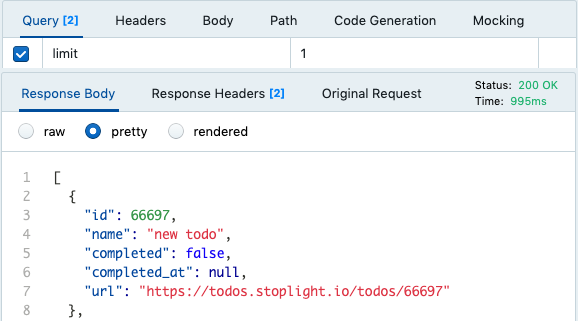 Query [2] Headers Body Path Code Generation Mocking
limit 1
Response Body Response Headers [2] Original Request Status: 200 OK
Time: 995ms
raw pretty rendered
1 [
2 {
3 "id": 66697,
4 "name": "new todo",
5 "completed": false,
6 "completed_at": null,
7 "url": "https://todos.stoplight.io/todos/66697"
8 },